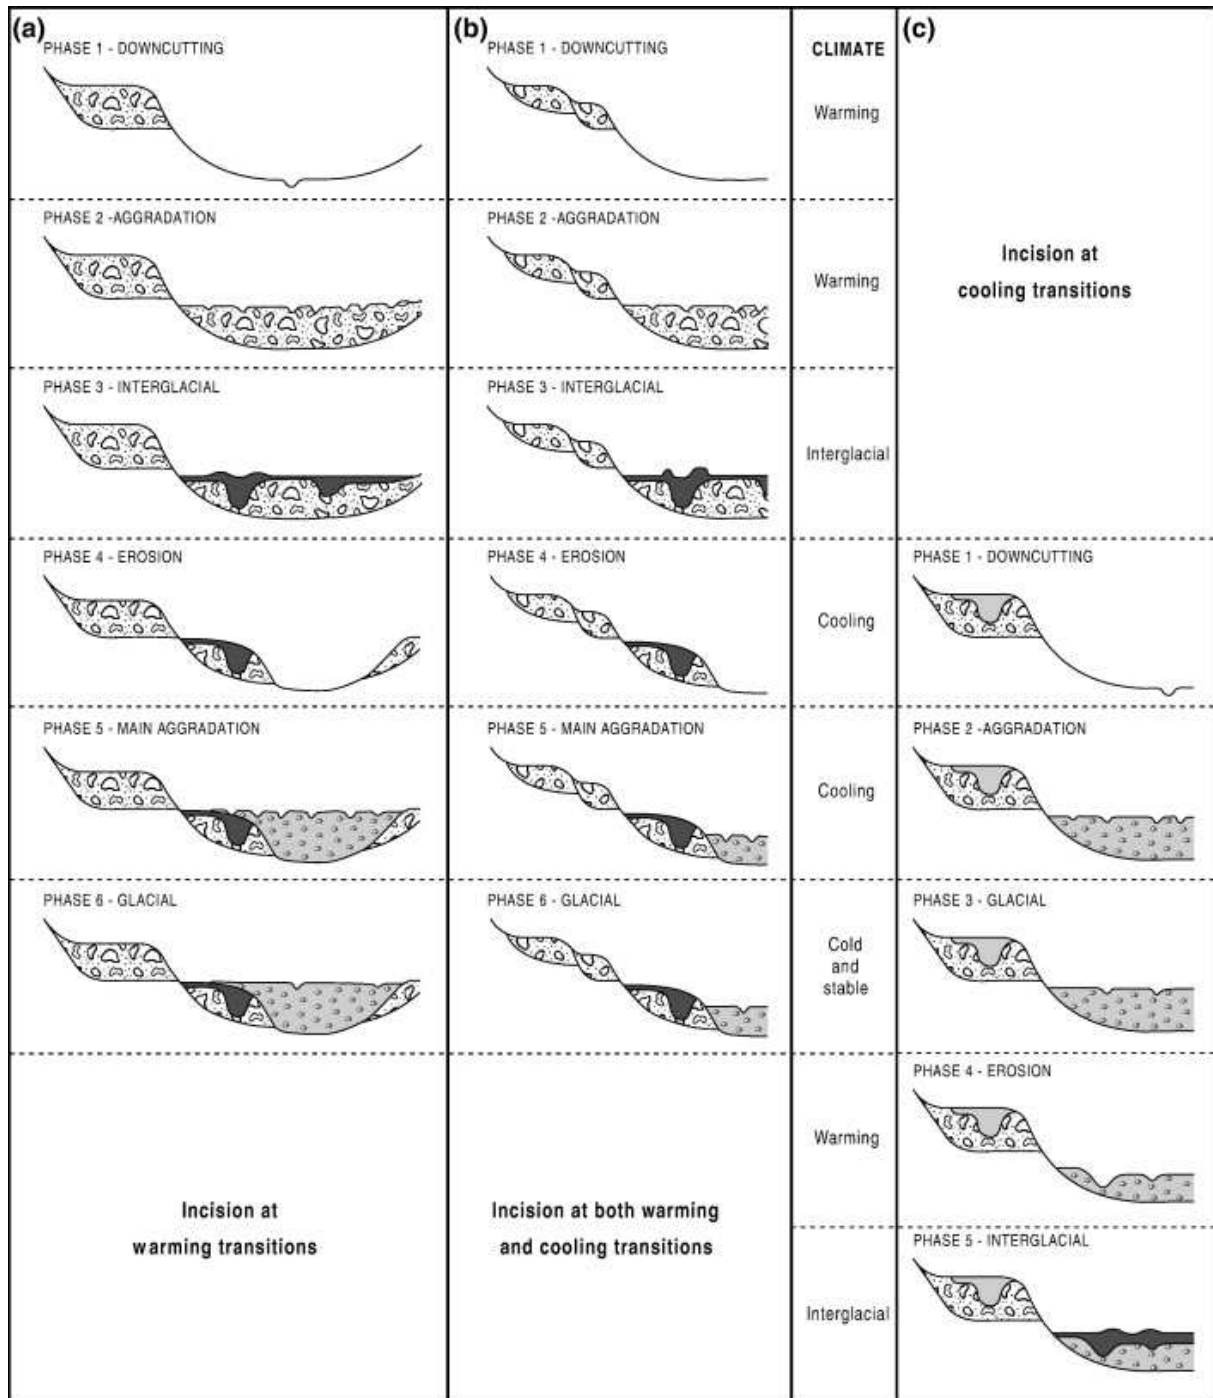 (a)
PHASE 1 - DOWNCUTTING
PHASE 2 -AGGRADATION
PHASE 3 - INTERGLACIAL
PHASE 4 - EROSION
PHASE 5 - MAIN AGGRADATION
PHASE 6 - GLACIAL
Incision at
warming transitions
(b)
PHASE 1 - DOWNCUTTING
PHASE 2 -AGGRADATION
PHASE 3 - INTERGLACIAL
PHASE 4 - EROSION
PHASE 5 - MAIN AGGRADATION
PHASE 6 - GLACIAL
Incision at both warming
and cooling transitions
CLIMATE
Warming
Warming
Interglacial
Cooling
Cooling
Cold
and
stable
Warming
Interglacial
(c)
Incision at
cooling transitions
PHASE 1 - DOWNCUTTING
PHASE 2 -AGGRADATION
PHASE 3 - GLACIAL
PHASE 4 - EROSION
PHASE 5 - INTERGLACIAL